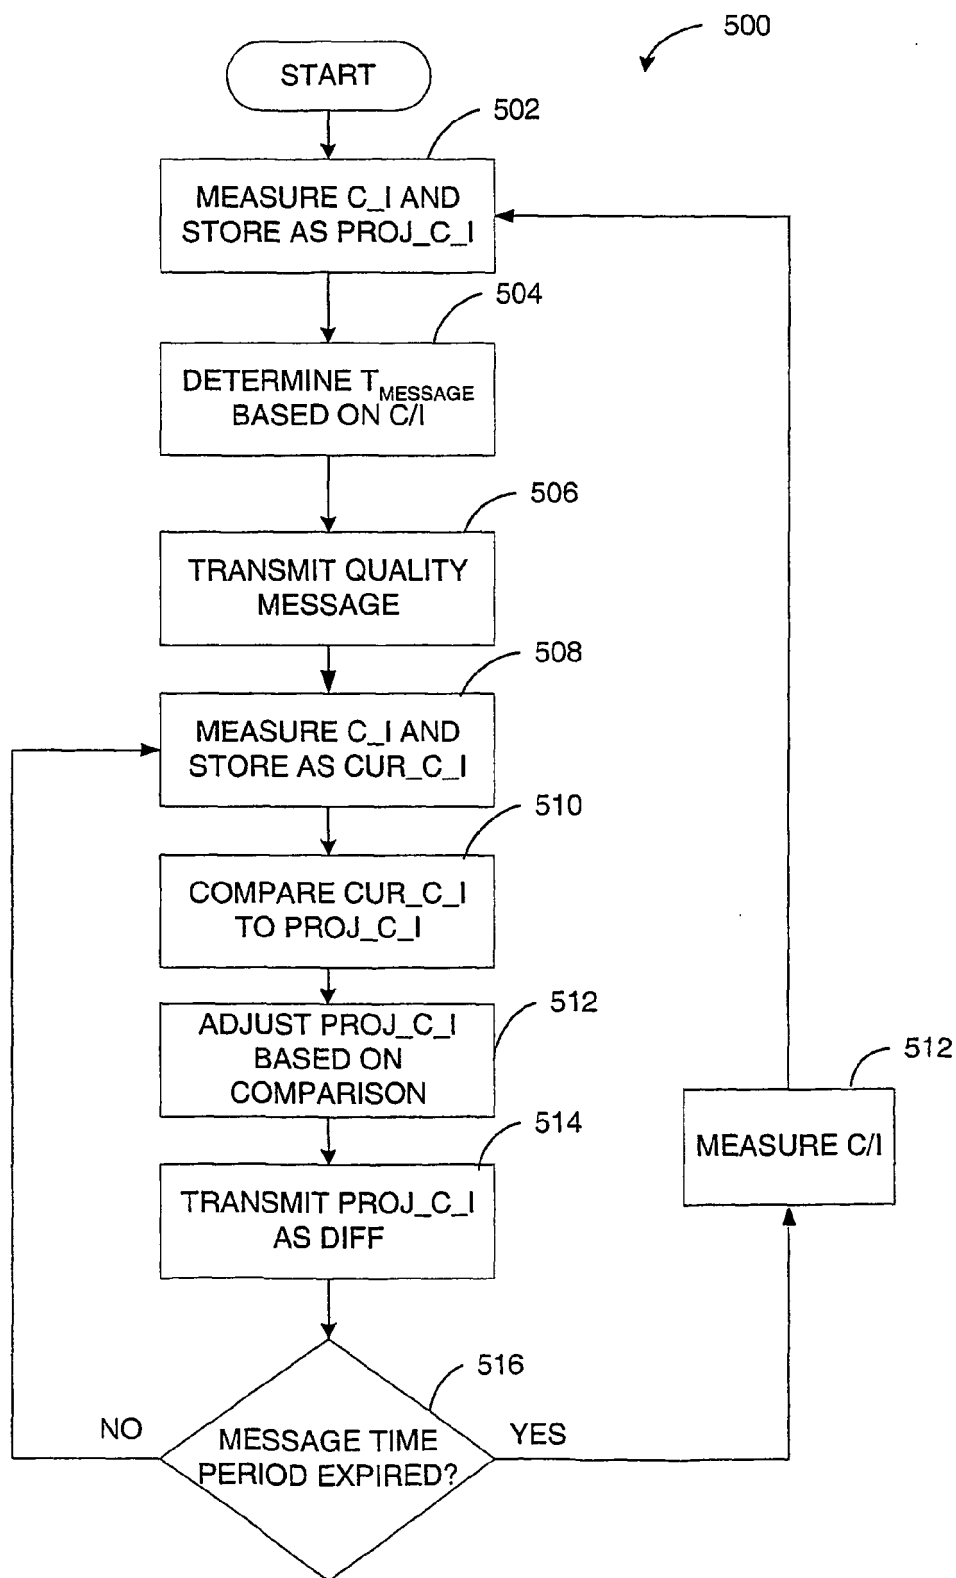 500
START
502
MEASURE C_I AND
STORE AS PROJ_C_I
504
DETERMINE TMESSAGE
BASED ON C/I
506
TRANSMIT QUALITY
MESSAGE
508
MEASURE C_I AND
STORE AS CUR_C_I
510
COMPARE CUR_C_I
TO PROJ_C_I
512
ADJUST PROJ_C_I
BASED ON
COMPARISON
512
MEASURE C/I
514
TRANSMIT PROJ_C_I
AS DIFF
516
NO
YES
MESSAGE TIME
PERIOD EXPIRED?